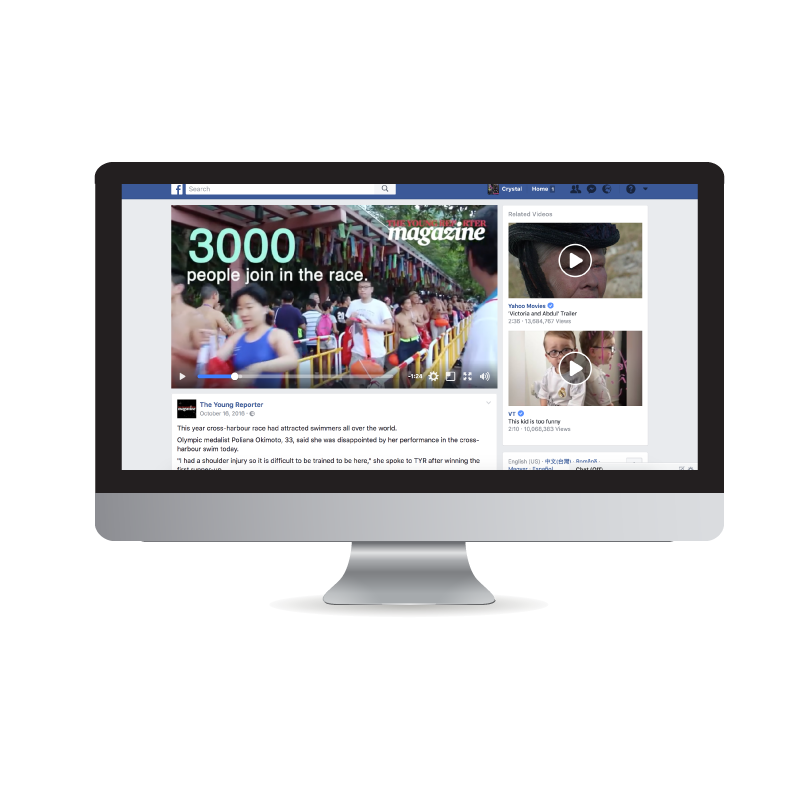 f Search
Crystal Home 1
3000
people join in the race.
THE YOUNG REPORTER
magazine
-1:24
The Young Reporter
October 16, 2016
This year cross-harbour race had attracted swimmers all over the world.
Olympic medalist Poliana Okimoto, 33, said she was disappointed by her performance in the cross-
harbour swim today.
"I had a shoulder injury so it is difficult to be trained to be here," she spoke to TYR after winning the
first runner-up
Related Videos
Yahoo Movies
'Victoria and Abdul' Trailer
2:36 · 13,684,767 Views
VT
This kid is too funny
2:10 · 10,066,383 Views
English (US) · 中文(台灣) · Română ·
Magyar · Español
Chat (Off)